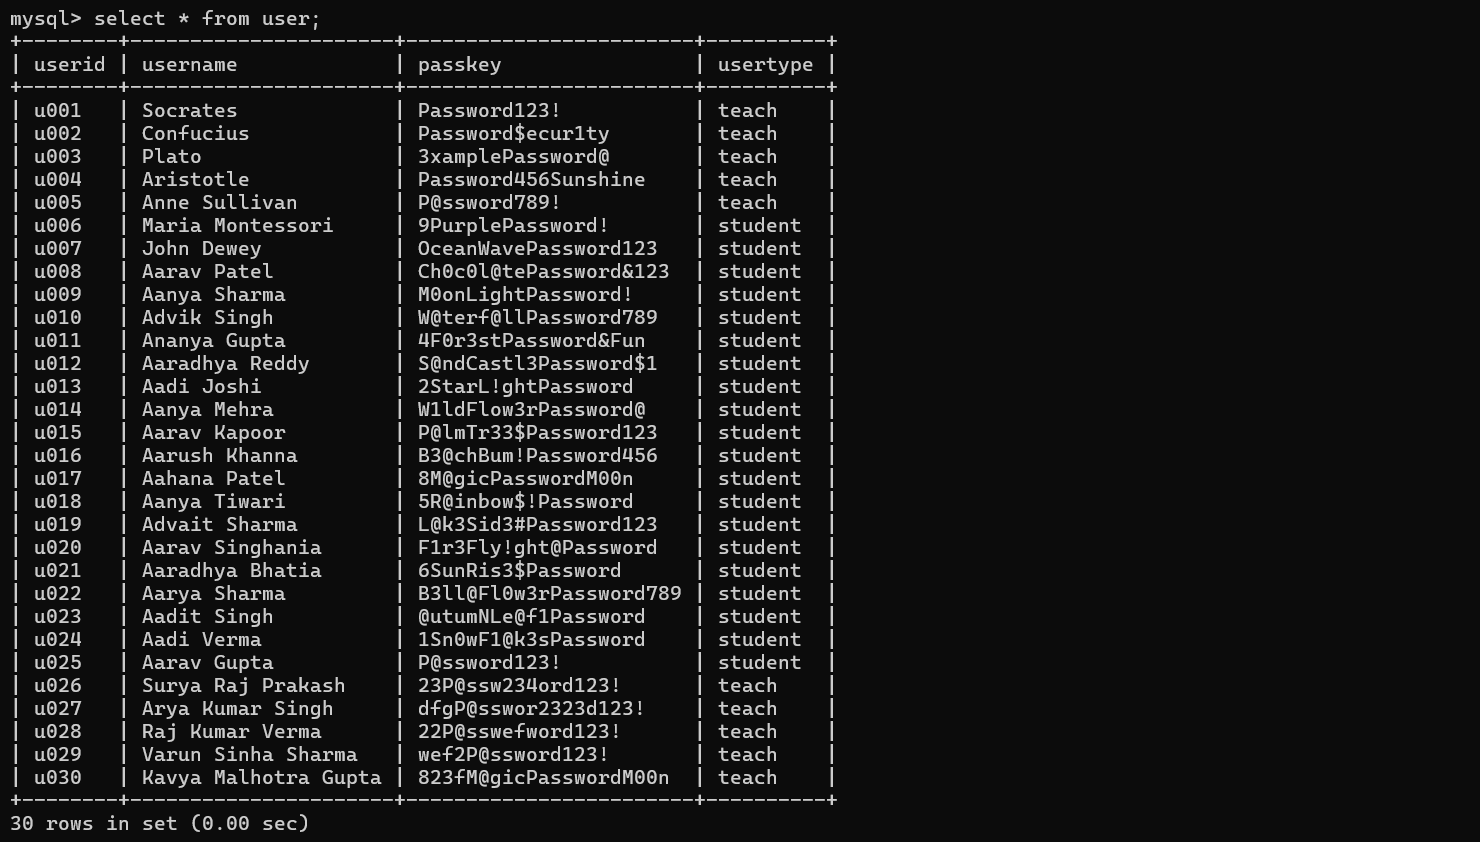 mysql> select * from user;
+--------+----------------------+------------------------+----------+
| userid | username             | passkey                | usertype |
+--------+----------------------+------------------------+----------+
| u001   | Socrates             | Password123!           | teach    |
| u002   | Confucius            | Password$ecur1ty       | teach    |
| u003   | Plato                | 3xamplePassword@       | teach    |
| u004   | Aristotle            | Password456Sunshine    | teach    |
| u005   | Anne Sullivan        | P@ssword789!           | teach    |
| u006   | Maria Montessori     | 9PurplePassword!       | student  |
| u007   | John Dewey           | OceanWavePassword123   | student  |
| u008   | Aarav Patel          | Ch0c0l@tePassword&123  | student  |
| u009   | Aanya Sharma         | M0onLightPassword!     | student  |
| u010   | Advik Singh          | W@terf@llPassword789   | student  |
| u011   | Ananya Gupta         | 4F0r3stPassword&Fun    | student  |
| u012   | Aaradhya Reddy       | S@ndCastl3Password$1   | student  |
| u013   | Aadi Joshi           | 2StarL!ghtPassword     | student  |
| u014   | Aanya Mehra          | W1ldFlow3rPassword@    | student  |
| u015   | Aarav Kapoor         | P@lmTr33$Password123   | student  |
| u016   | Aarush Khanna        | B3@chBum!Password456   | student  |
| u017   | Aahana Patel         | 8M@gicPasswordM00n     | student  |
| u018   | Aanya Tiwari         | 5R@inbow$!Password     | student  |
| u019   | Advait Sharma        | L@k3Sid3#Password123   | student  |
| u020   | Aarav Singhania      | F1r3Fly!ght@Password   | student  |
| u021   | Aaradhya Bhatia      | 6SunRis3$Password      | student  |
| u022   | Aarya Sharma         | B3ll@Fl0w3rPassword789 | student  |
| u023   | Aadit Singh          | @utumNLe@f1Password    | student  |
| u024   | Aadi Verma           | 1Sn0wF1@k3sPassword    | student  |
| u025   | Aarav Gupta          | P@ssword123!           | student  |
| u026   | Surya Raj Prakash    | 23P@ssw234ord123!      | teach    |
| u027   | Arya Kumar Singh     | dfgP@sswor2323d123!    | teach    |
| u028   | Raj Kumar Verma      | 22P@sswefword123!      | teach    |
| u029   | Varun Sinha Sharma   | wef2P@ssword123!       | teach    |
| u030   | Kavya Malhotra Gupta | 823fM@gicPasswordM00n  | teach    |
+--------+----------------------+------------------------+----------+
30 rows in set (0.00 sec)